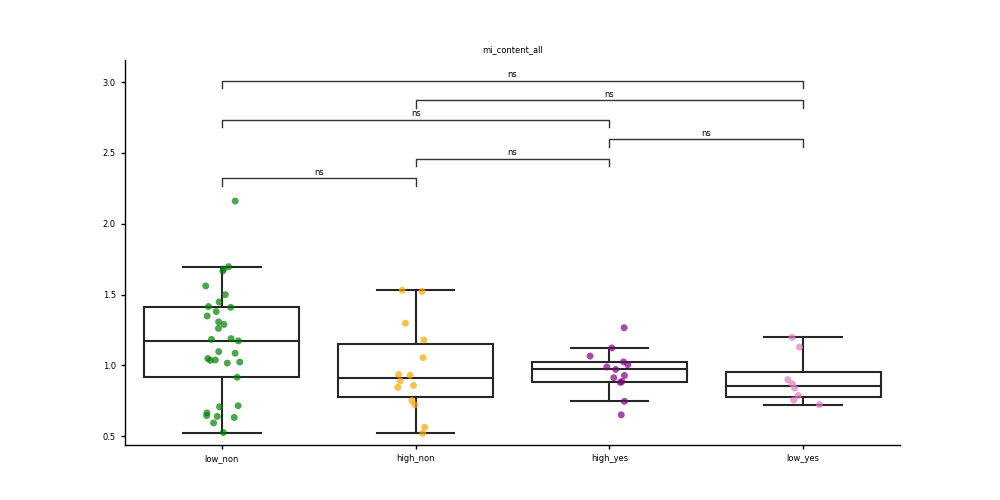 mi_content_all
3.0
2.5
2.0
1.5
1.0
0.5
ns
ns
ns
ns
ns
ns
low_non
high_non
high_yes
low_yes